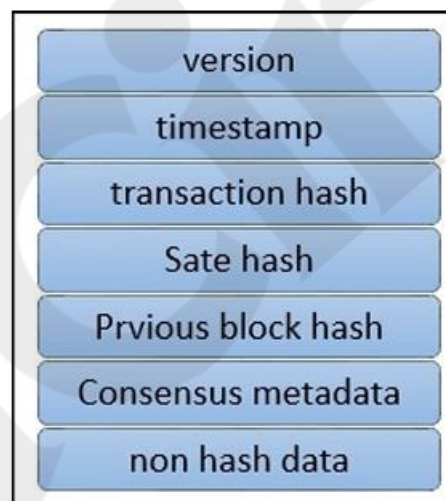 version
timestamp
transaction hash
Sate hash
Prvious block hash
Consensus metadata
non hash data